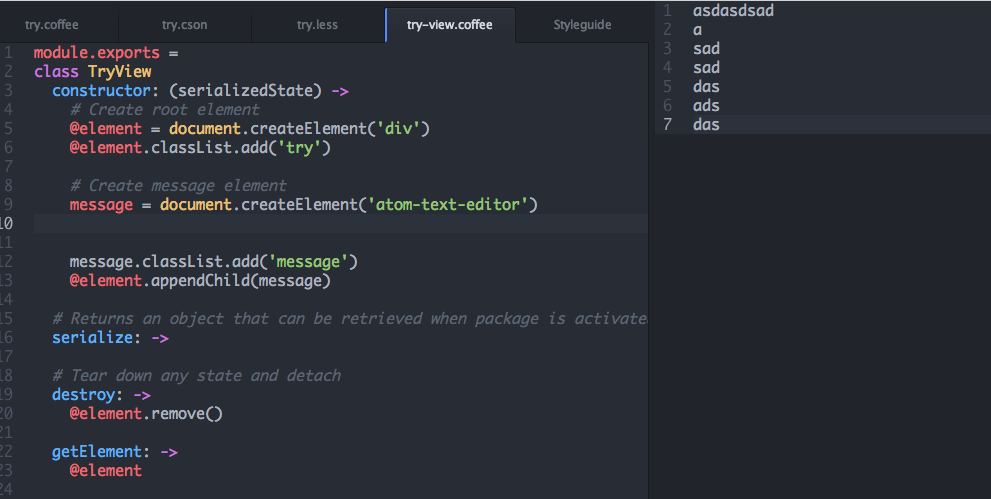 try.coffee try.cson try.less try-view.coffee Styleguide
1 module.exports =
2 class TryView
3 constructor: (serializedState) ->
4 # Create root element
5 @element = document.createElement('div')
6 @element.classList.add('try')
7
8 # Create message element
9 message = document.createElement('atom-text-editor')
10
11
12 message.classList.add('message')
13 @element.appendChild(message)
14
15 # Returns an object that can be retrieved when package is activate
16 serialize: ->
17
18 # Tear down any state and detach
19 destroy: ->
20 @element.remove()
21
22 getElement: ->
23 @element
24
1 asdasdsad
2 a
3 sad
4 sad
5 das
6 ads
7 das